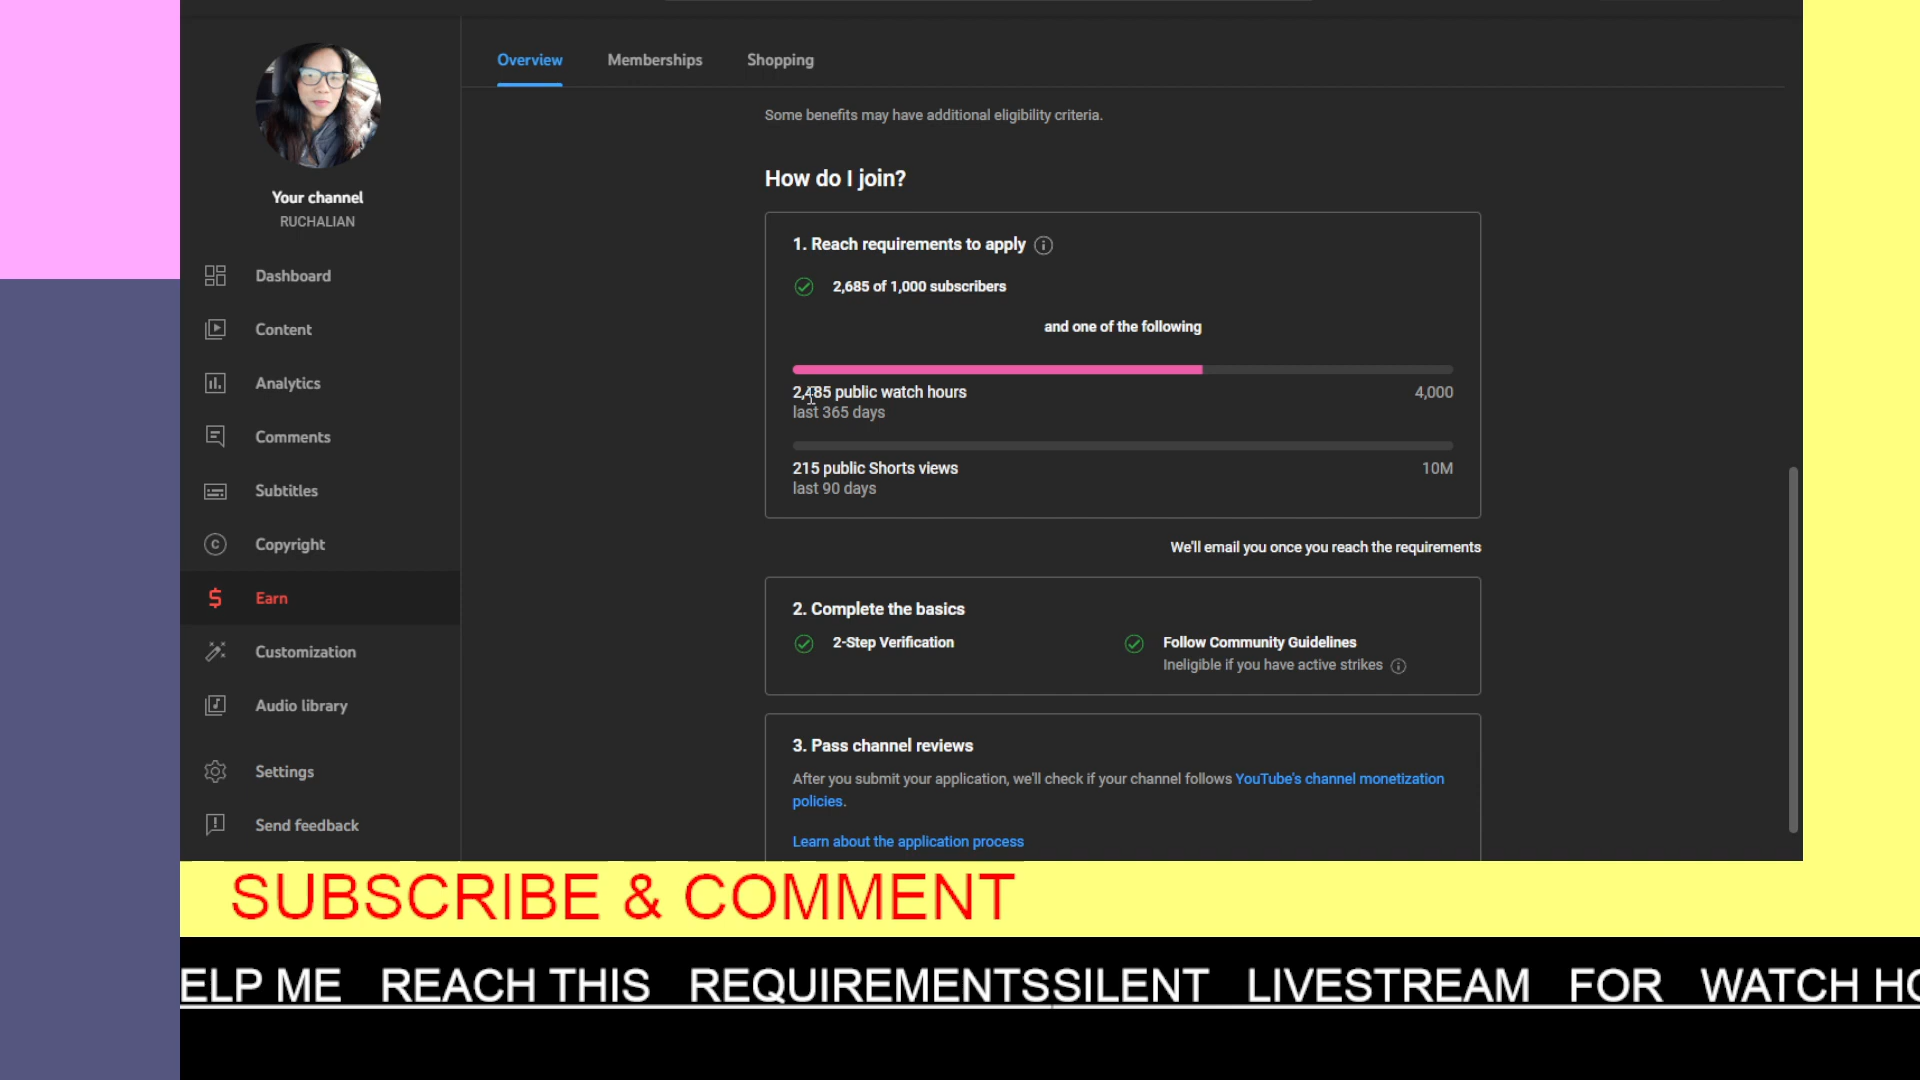 Overview
Memberships
Shopping
Some benefits may have additional eligibility criteria.
Your channel
RUCHALIAN
Dashboard
Content
Analytics
Comments
Subtitles
Copyright
Earn
Customization
Audio library
Settings
Send feedback
How do I join?
1. Reach requirements to apply
2,685 of 1,000 subscribers
and one of the following
2,485 public watch hours
4,000
last 365 days
215 public Shorts views
10M
last 90 days
We'll email you once you reach the requirements
2. Complete the basics
2-Step Verification
Follow Community Guidelines
Ineligible if you have active strikes
3. Pass channel reviews
After you submit your application, we'll check if your channel follows YouTube's channel monetization
policies.
Learn about the application process
SUBSCRIBE & COMMENT
ELP ME REACH THIS REQUIREMENTSSILENT LIVESTREAM FOR WATCH HO